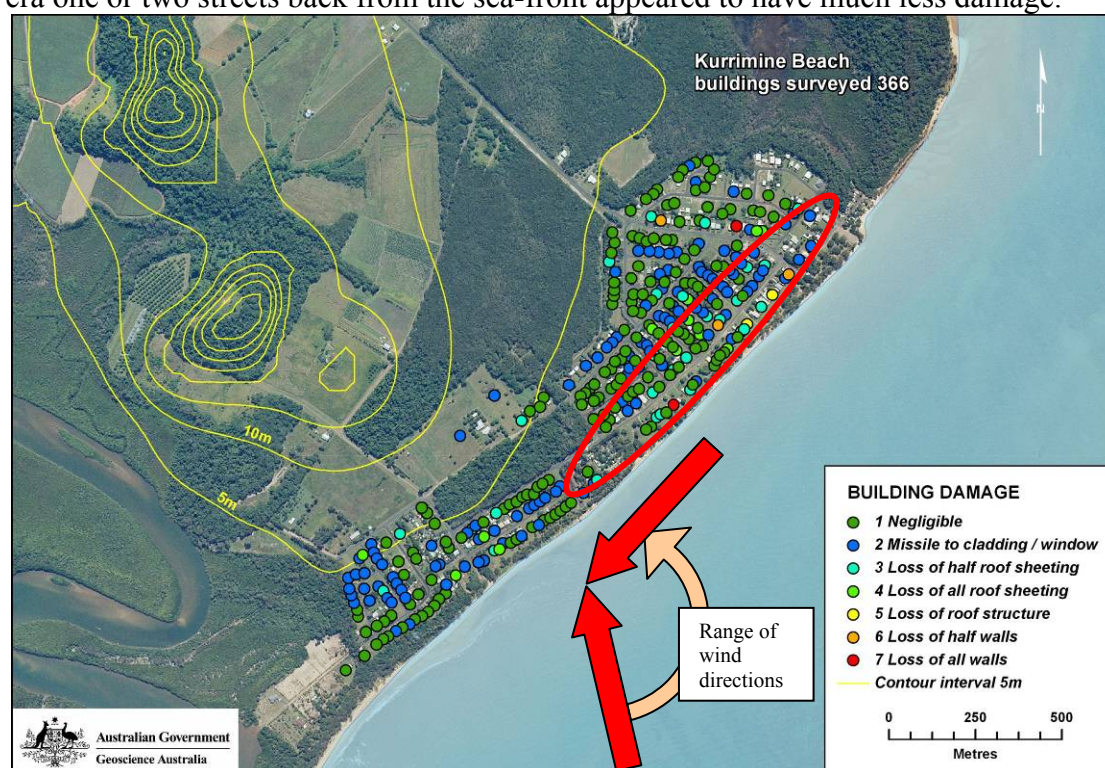 era one or two streets back from the sea-front appeared to have much less damage.
Kurrimine Beach
buildings surveyed 366
N
10m
5m
Range of
wind
directions
BUILDING DAMAGE
1 Negligible
2 Missile to cladding / window
3 Loss of half roof sheeting
4 Loss of all roof sheeting
5 Loss of roof structure
6 Loss of half walls
7 Loss of all walls
Contour interval 5m
0 250 500
Metres
Australian Government
Geoscience Australia